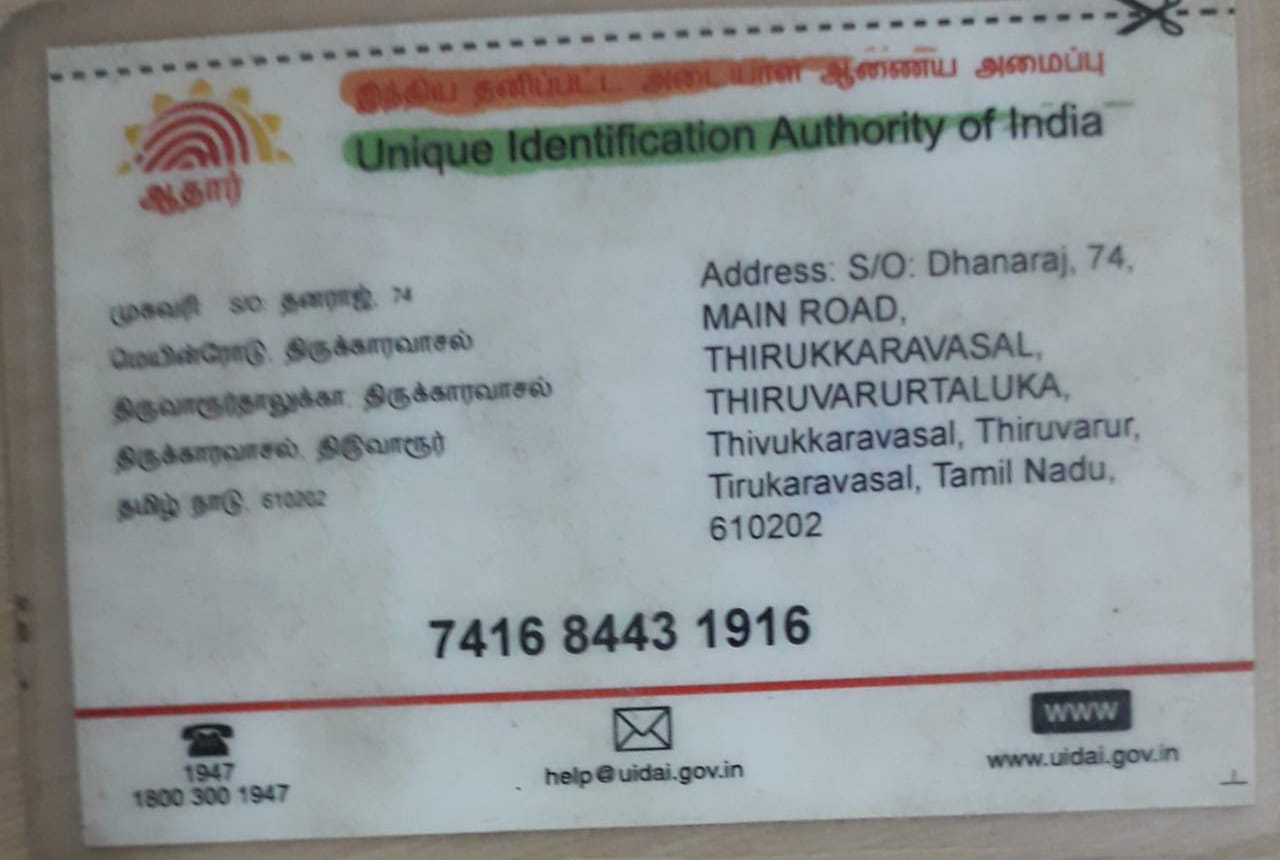 இந்திய தனிப்பட்ட அடையாள ஆணைய அமைப்பு
Unique Identification Authority of India
ஆதார்
முகவரி S/O: தனராஜ், 74
மெயின்ரோடு, திருக்காரவாசல்
திருவாரூர்தாலுக்கா, திருக்காரவாசல்
திருக்காரவாசல், திருவாரூர்
தமிழ் நாடு, 610202
Address: S/O: Dhanaraj, 74,
MAIN ROAD,
THIRUKKARAVASAL,
THIRUVARURTALUKA,
Thivukkaravasal, Thiruvarur,
Tirukaravasal, Tamil Nadu,
610202
7416 8443 1916
1947
1800 300 1947
help@uidai.gov.in
WWW
www.uidai.gov.in